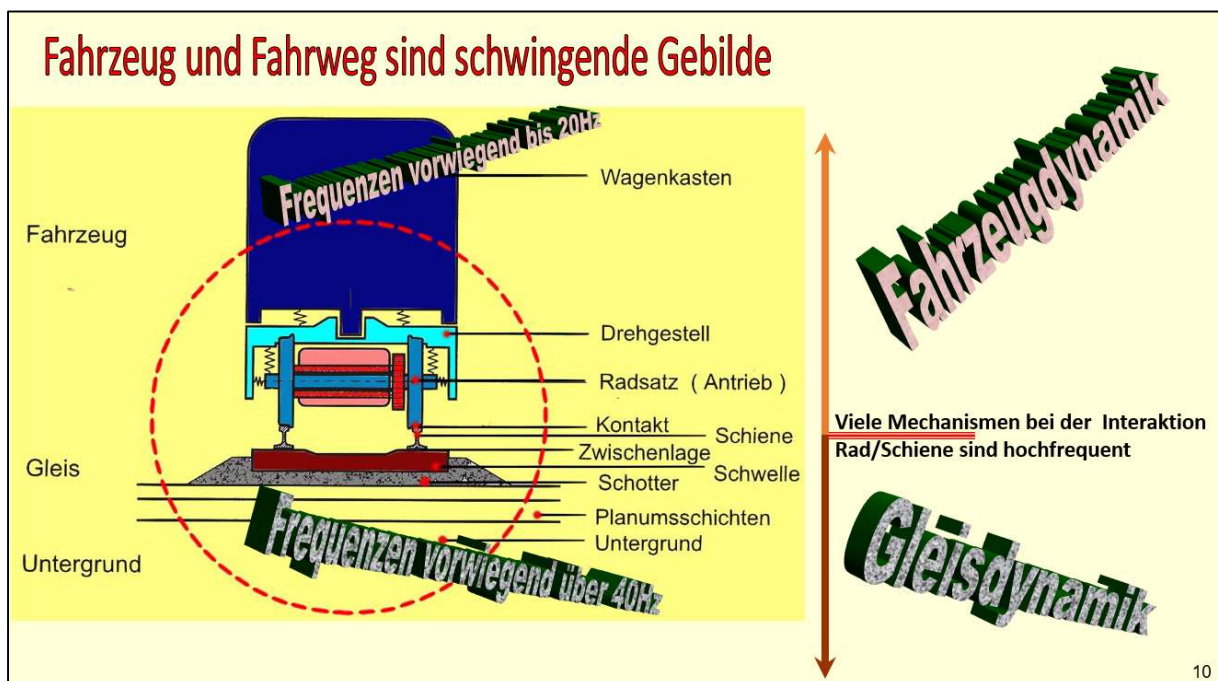 Fahrzeug und Fahrweg sind schwingende Gebilde
Frequenzen vorwiegend bis 20Hz
Wagenkasten
Fahrzeug
Drehgestell
Radsatz ( Antrieb )
Kontakt
Schiene
Zwischenlage
Gleis
Schwelle
Schotter
Planumsschichten
Untergrund
Untergrund
Frequenzen vorwiegend über 40Hz
Fahrzeugdynamik
Viele Mechanismen bei der Interaktion
Rad/Schiene sind hochfrequent
Gleisdynamik
10